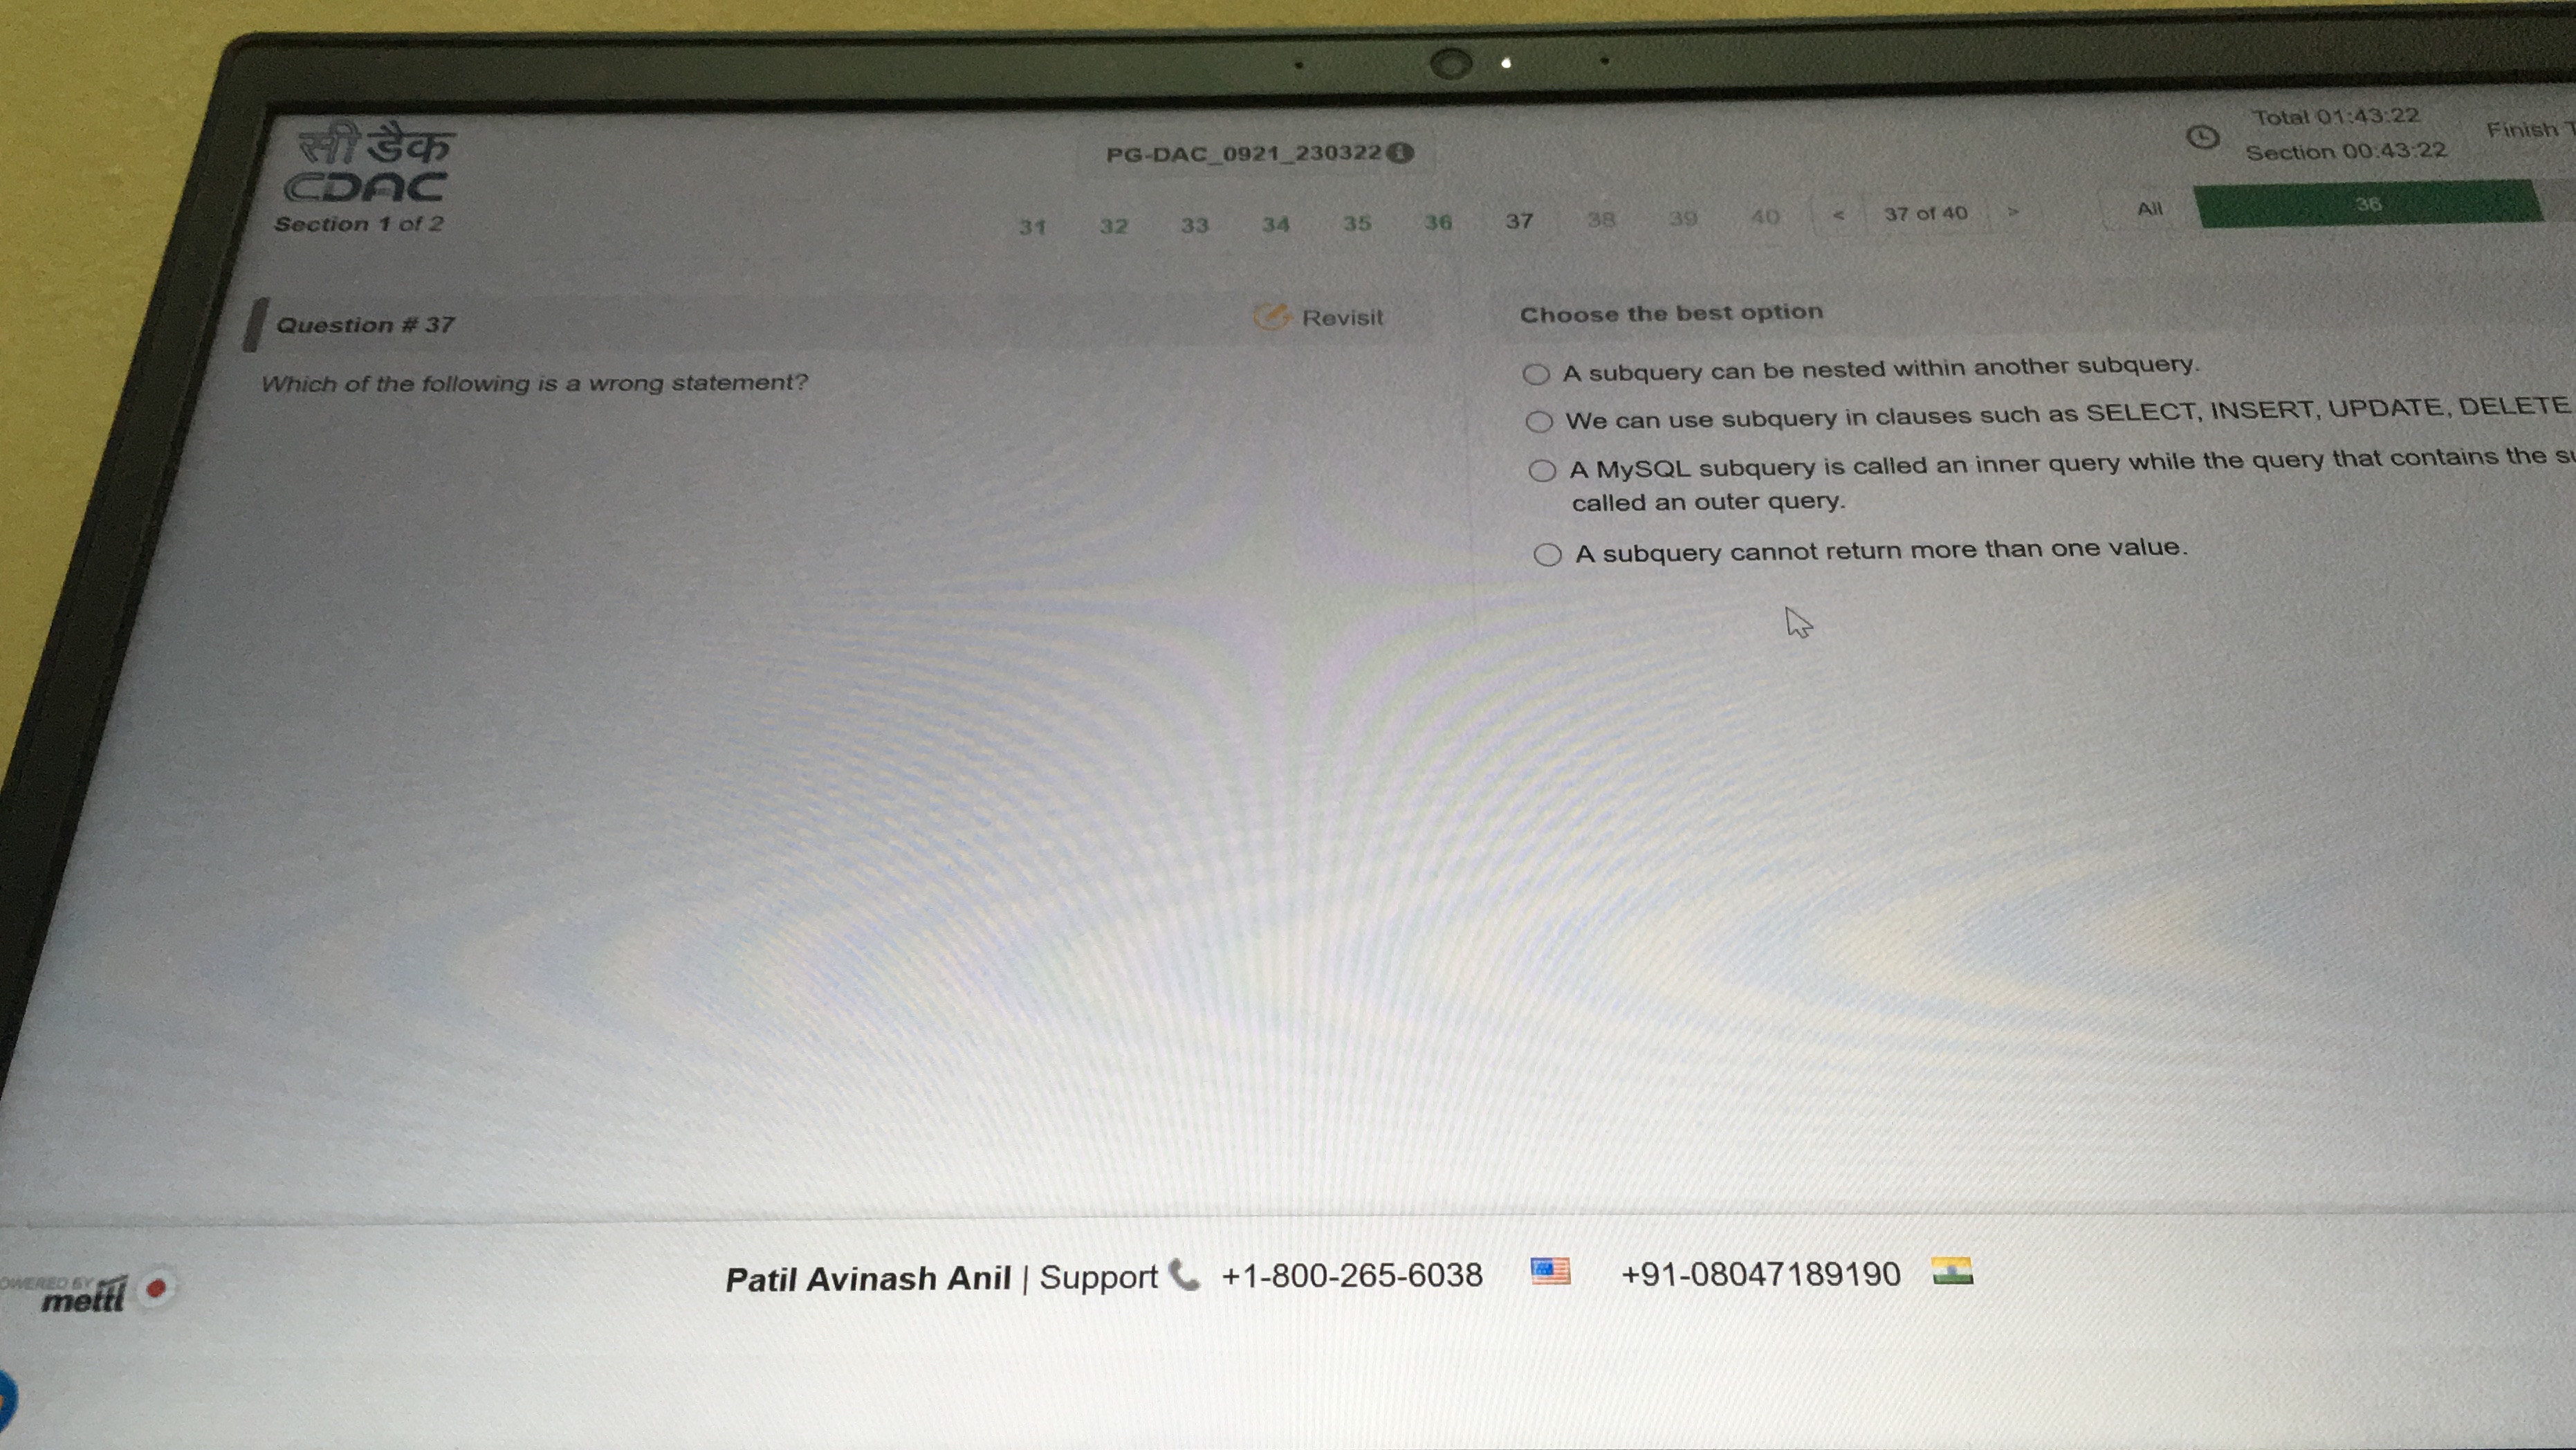 सी डैक
CDAC
Section 1 of 2
PG-DAC_0921_230322
Total 01:43:22
Section 00:43:22
Finish
31 32 33 34 35 36 37 38 39 40 < 37 of 40 > All 36
Question # 37
Revisit
Which of the following is a wrong statement?
Choose the best option
A subquery can be nested within another subquery.
We can use subquery in clauses such as SELECT, INSERT, UPDATE, DELETE
A MySQL subquery is called an inner query while the query that contains the
called an outer query.
A subquery cannot return more than one value.
mettl
Patil Avinash Anil | Support +1-800-265-6038 +91-08047189190